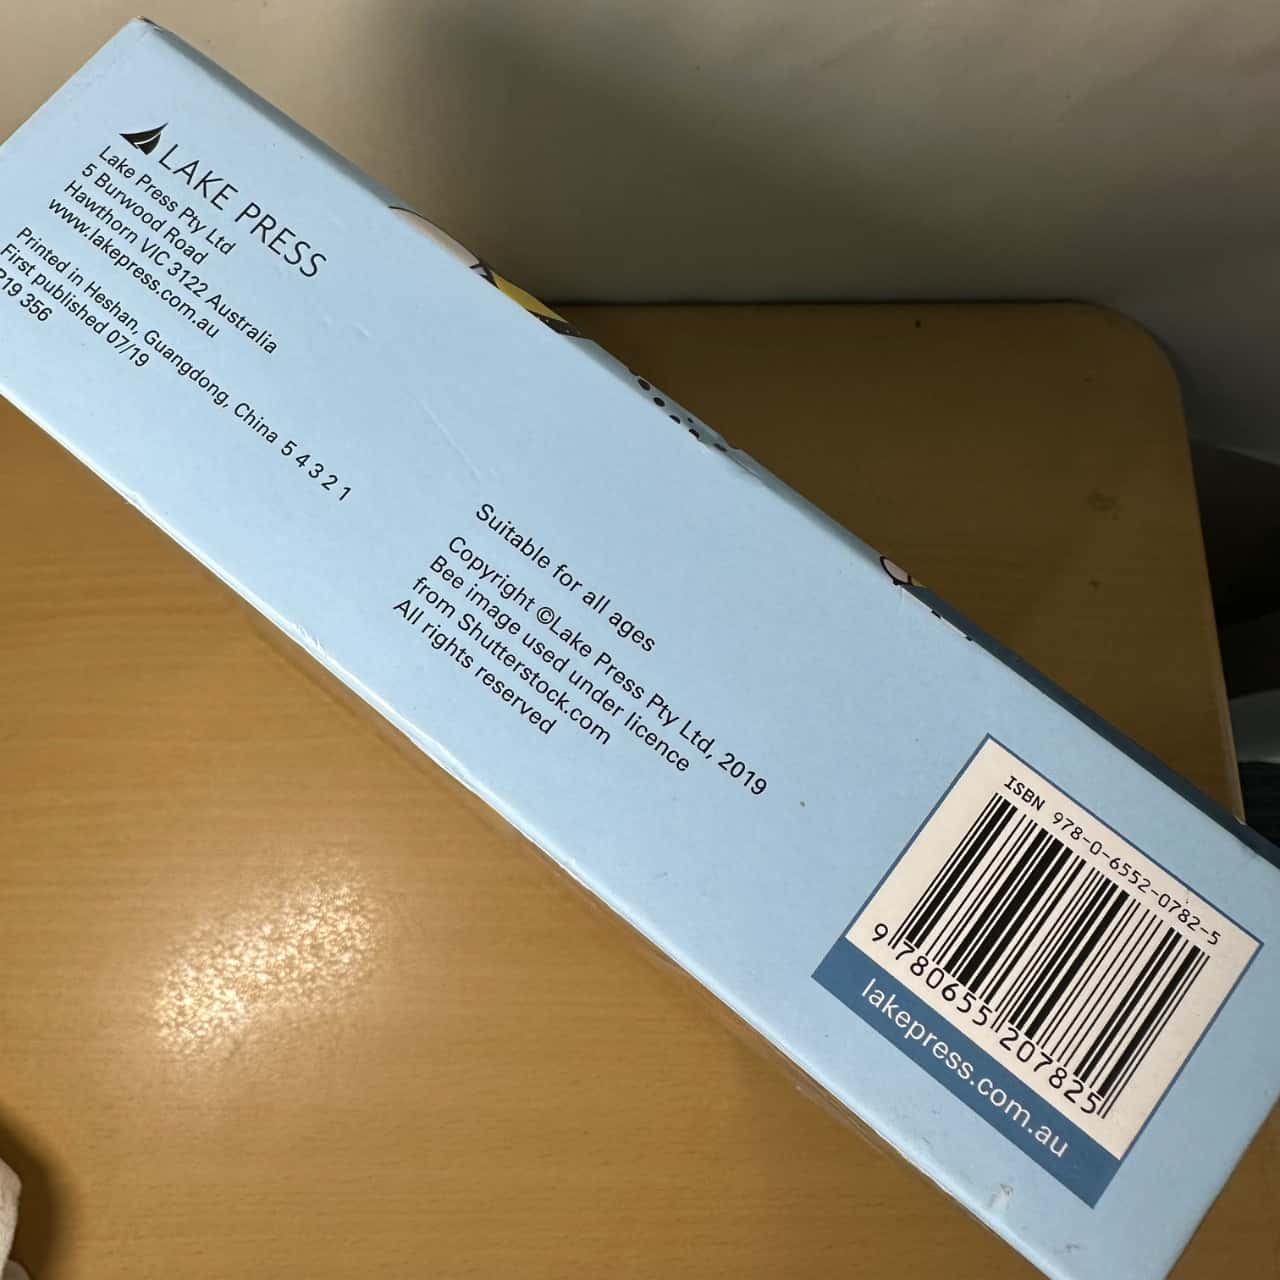 LAKE PRESS
Lake Press Pty Ltd
5 Burwood Road
Hawthorn VIC 3122 Australia
www.lakepress.com.au
Printed in Heshan, Guangdong, China 5 4 3 2 1
First published 07/19
P19 356
Suitable for all ages
Copyright ©Lake Press Pty Ltd, 2019
Bee image used under licence
from Shutterstock.com
All rights reserved
ISBN 978-0-6552-0782-5
9 780655 207825
lakepress.com.au